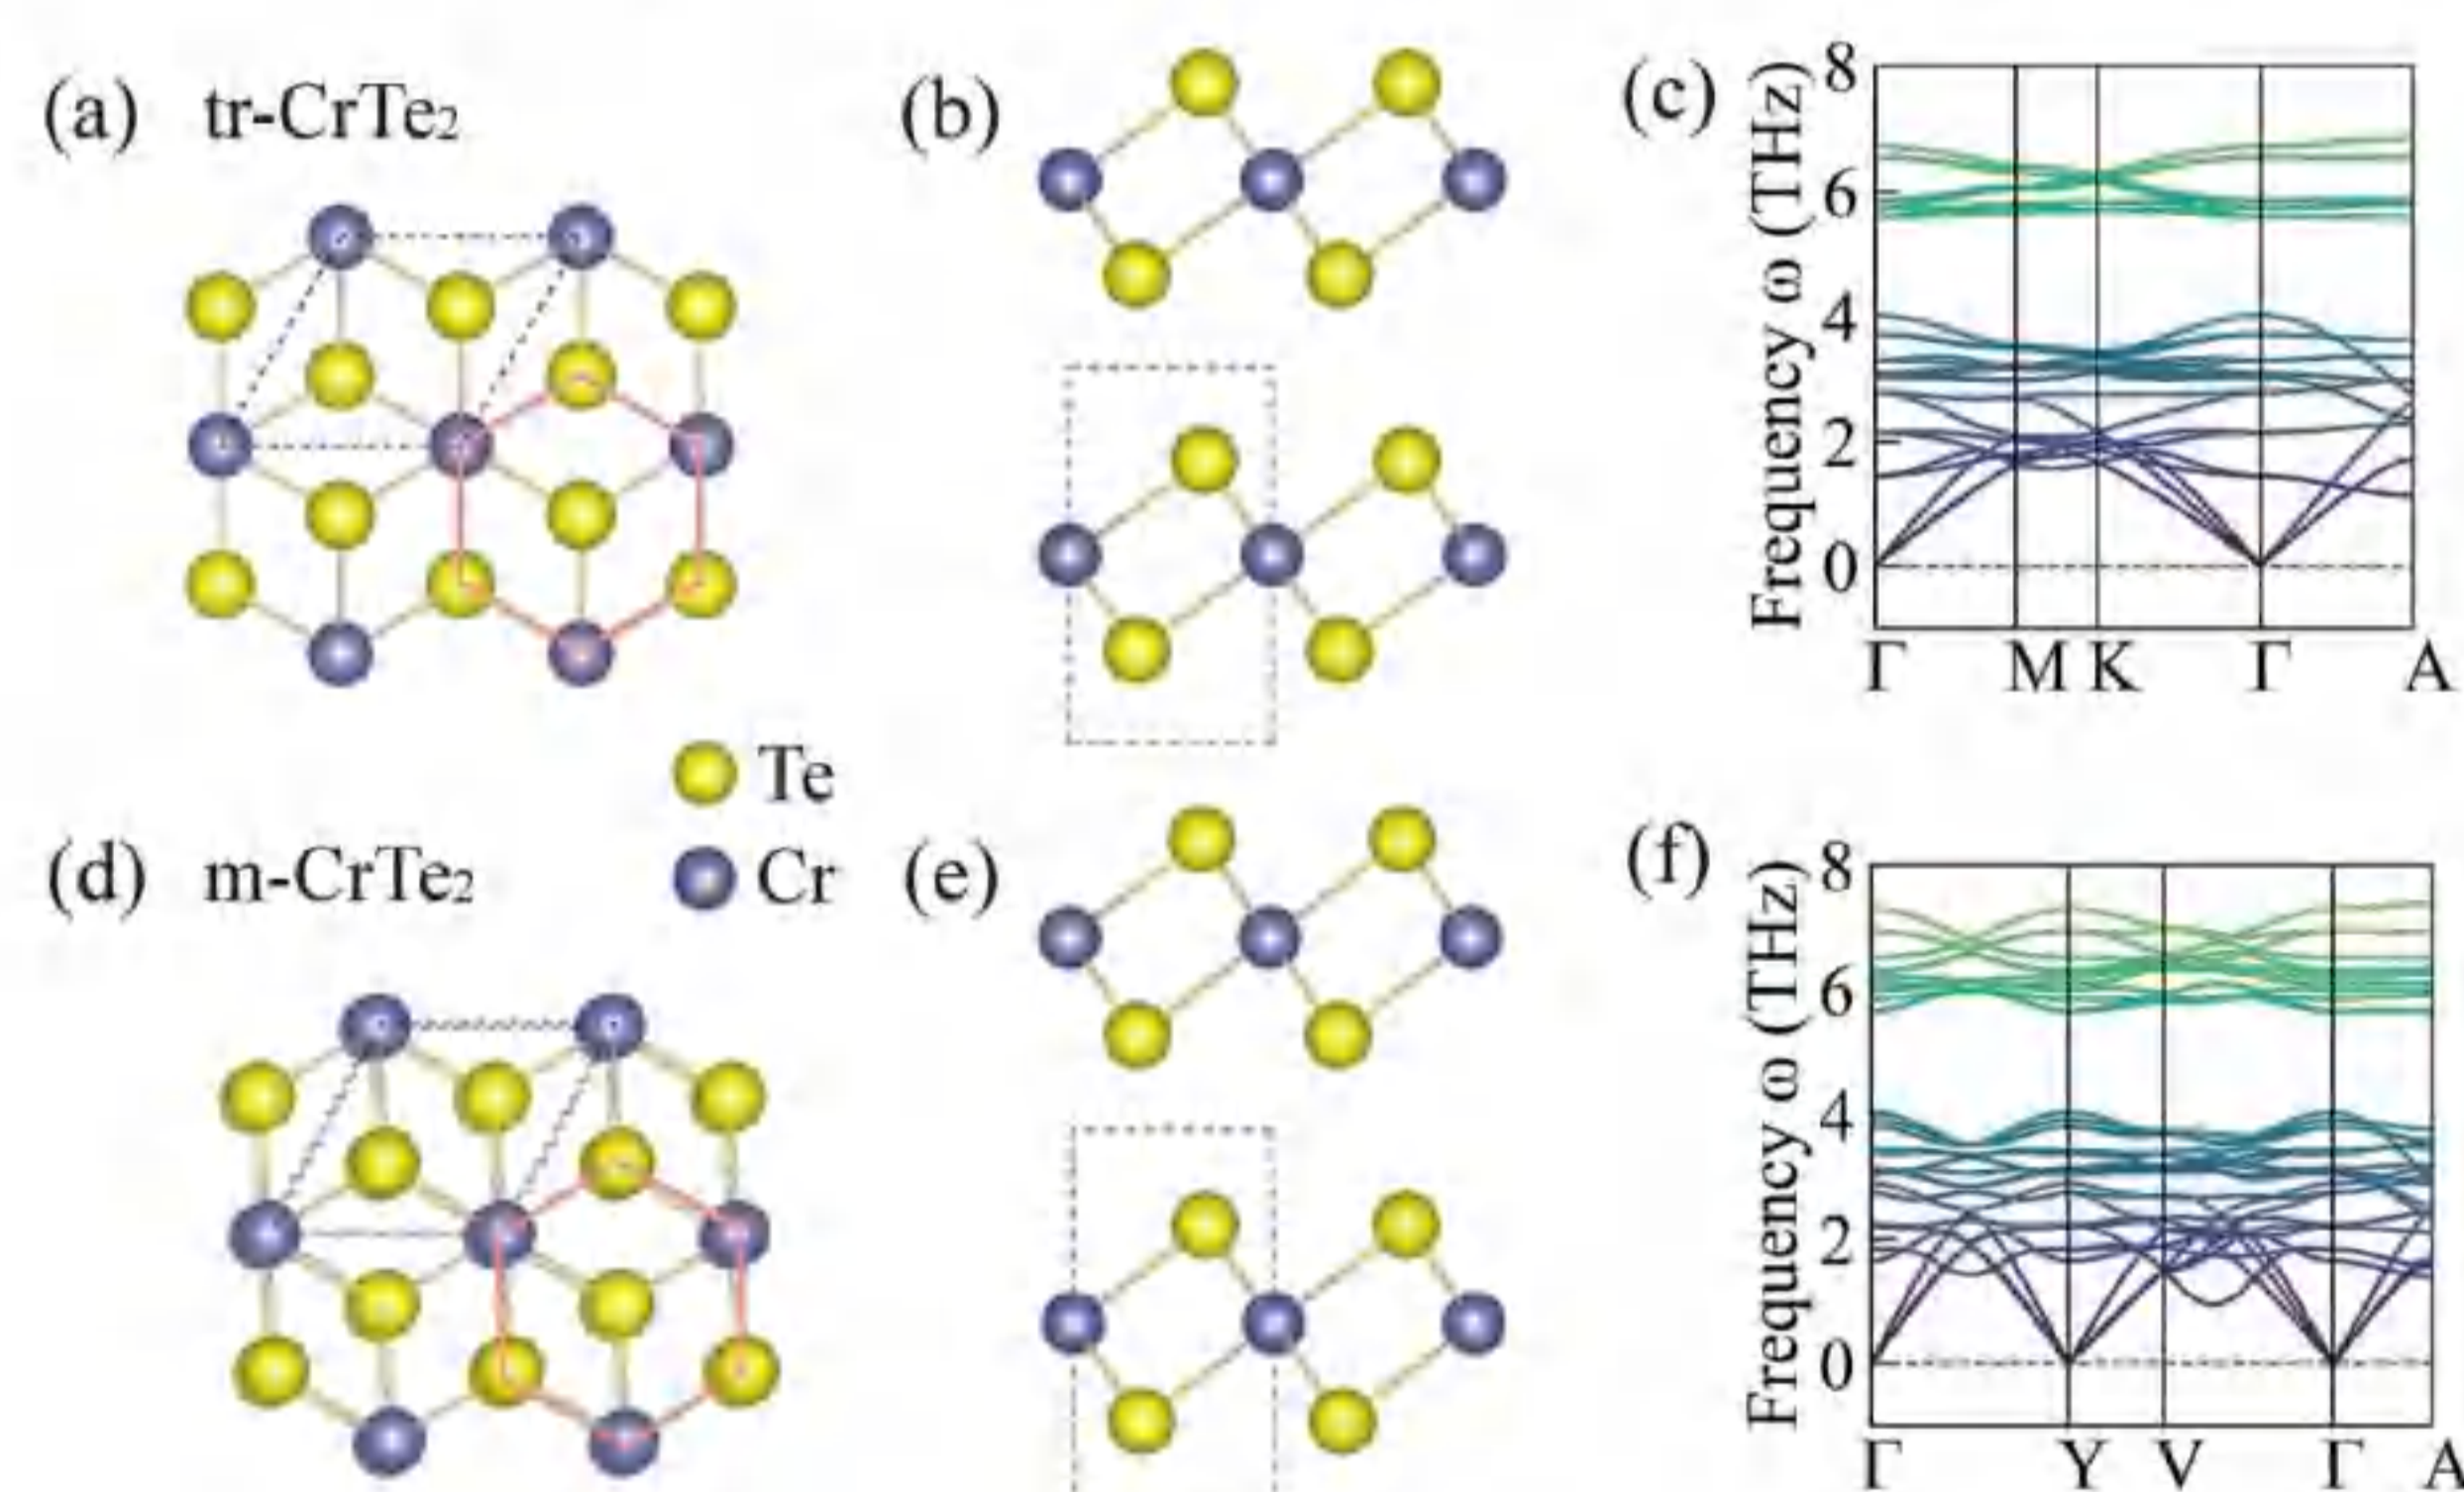 (a) tr-CrTe₂
(b)
(c)
Frequency ω (THz)
8
6
4
2
0
Γ M K Γ A
Te
Cr
(d) m-CrTe₂
(e)
(f)
Frequency ω (THz)
8
6
4
2
0
Γ Y V Γ A